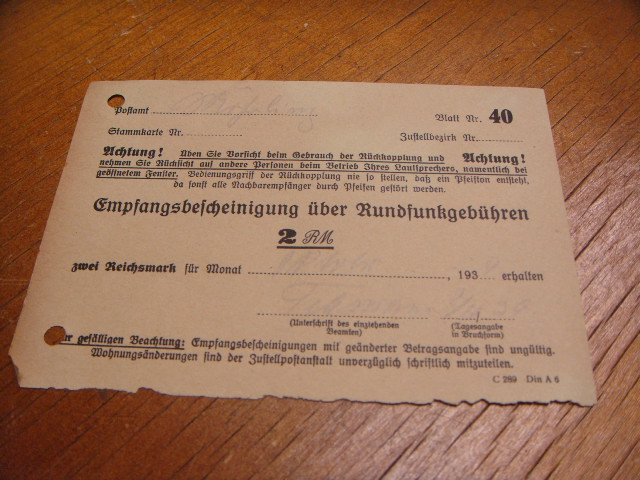 Postamt
Blatt Nr. 40
Stammkarte Nr.
Zustellbezirk Nr.
Achtung! Üben Sie Vorsicht beim Gebrauch der Rückkopplung und Achtung!
nehmen Sie Rücksicht auf andere Personen beim Betrieb Ihres Lautsprechers, namentlich bei
geöffnetem Fenster. Bedienungsgriff der Rückkopplung nie so stellen, daß ein Pfeifton entsteht,
da sonst alle Nachbarempfänger durch Pfeifen gestört werden.
Empfangsbescheinigung über Rundfunkgebühren
2 RM
zwei Reichsmark für Monat , 193 erhalten
(Unterschrift des einziehenden
Beamten)
(Tagesangabe
in Bruchform)
gefälligen Beachtung: Empfangsbescheinigungen mit geänderter Betragsangabe sind ungültig.
Wohnungsänderungen sind der Zustellpostanstalt unverzüglich schriftlich mitzuteilen.
C 269 Din A 6